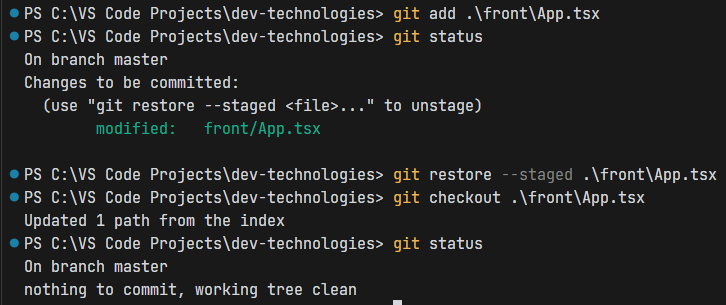 PS C:\VS Code Projects\dev-technologies> git add .\front\App.tsx
PS C:\VS Code Projects\dev-technologies> git status
On branch master
Changes to be committed:
  (use "git restore --staged <file>..." to unstage)
        modified:   front/App.tsx

PS C:\VS Code Projects\dev-technologies> git restore --staged .\front\App.tsx
PS C:\VS Code Projects\dev-technologies> git checkout .\front\App.tsx
Updated 1 path from the index
PS C:\VS Code Projects\dev-technologies> git status
On branch master
nothing to commit, working tree clean